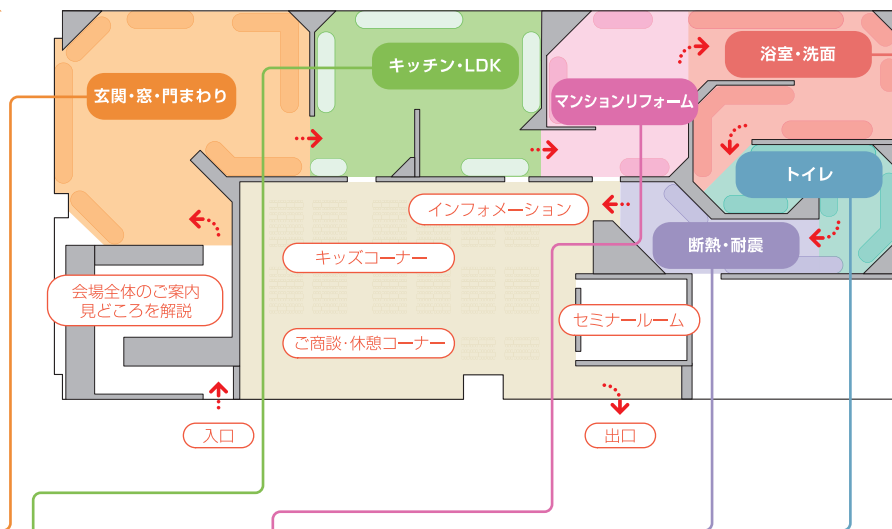 玄関・窓・門まわり
キッチン・LDK
マンションリフォーム
浴室・洗面
トイレ
断熱・耐震
インフォメーション
キッズコーナー
会場全体のご案内
見どころを解説
ご商談・休憩コーナー
セミナールーム
入口
出口